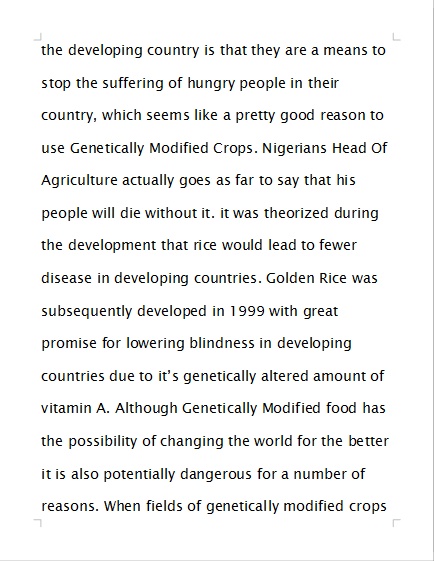 the developing country is that they are a means to
stop the suffering of hungry people in their
country, which seems like a pretty good reason to
use Genetically Modified Crops. Nigerians Head Of
Agriculture actually goes as far to say that his
people will die without it. it was theorized during
the development that rice would lead to fewer
disease in developing countries. Golden Rice was
subsequently developed in 1999 with great
promise for lowering blindness in developing
countries due to it’s genetically altered amount of
vitamin A. Although Genetically Modified food has
the possibility of changing the world for the better
it is also potentially dangerous for a number of
reasons. When fields of genetically modified crops